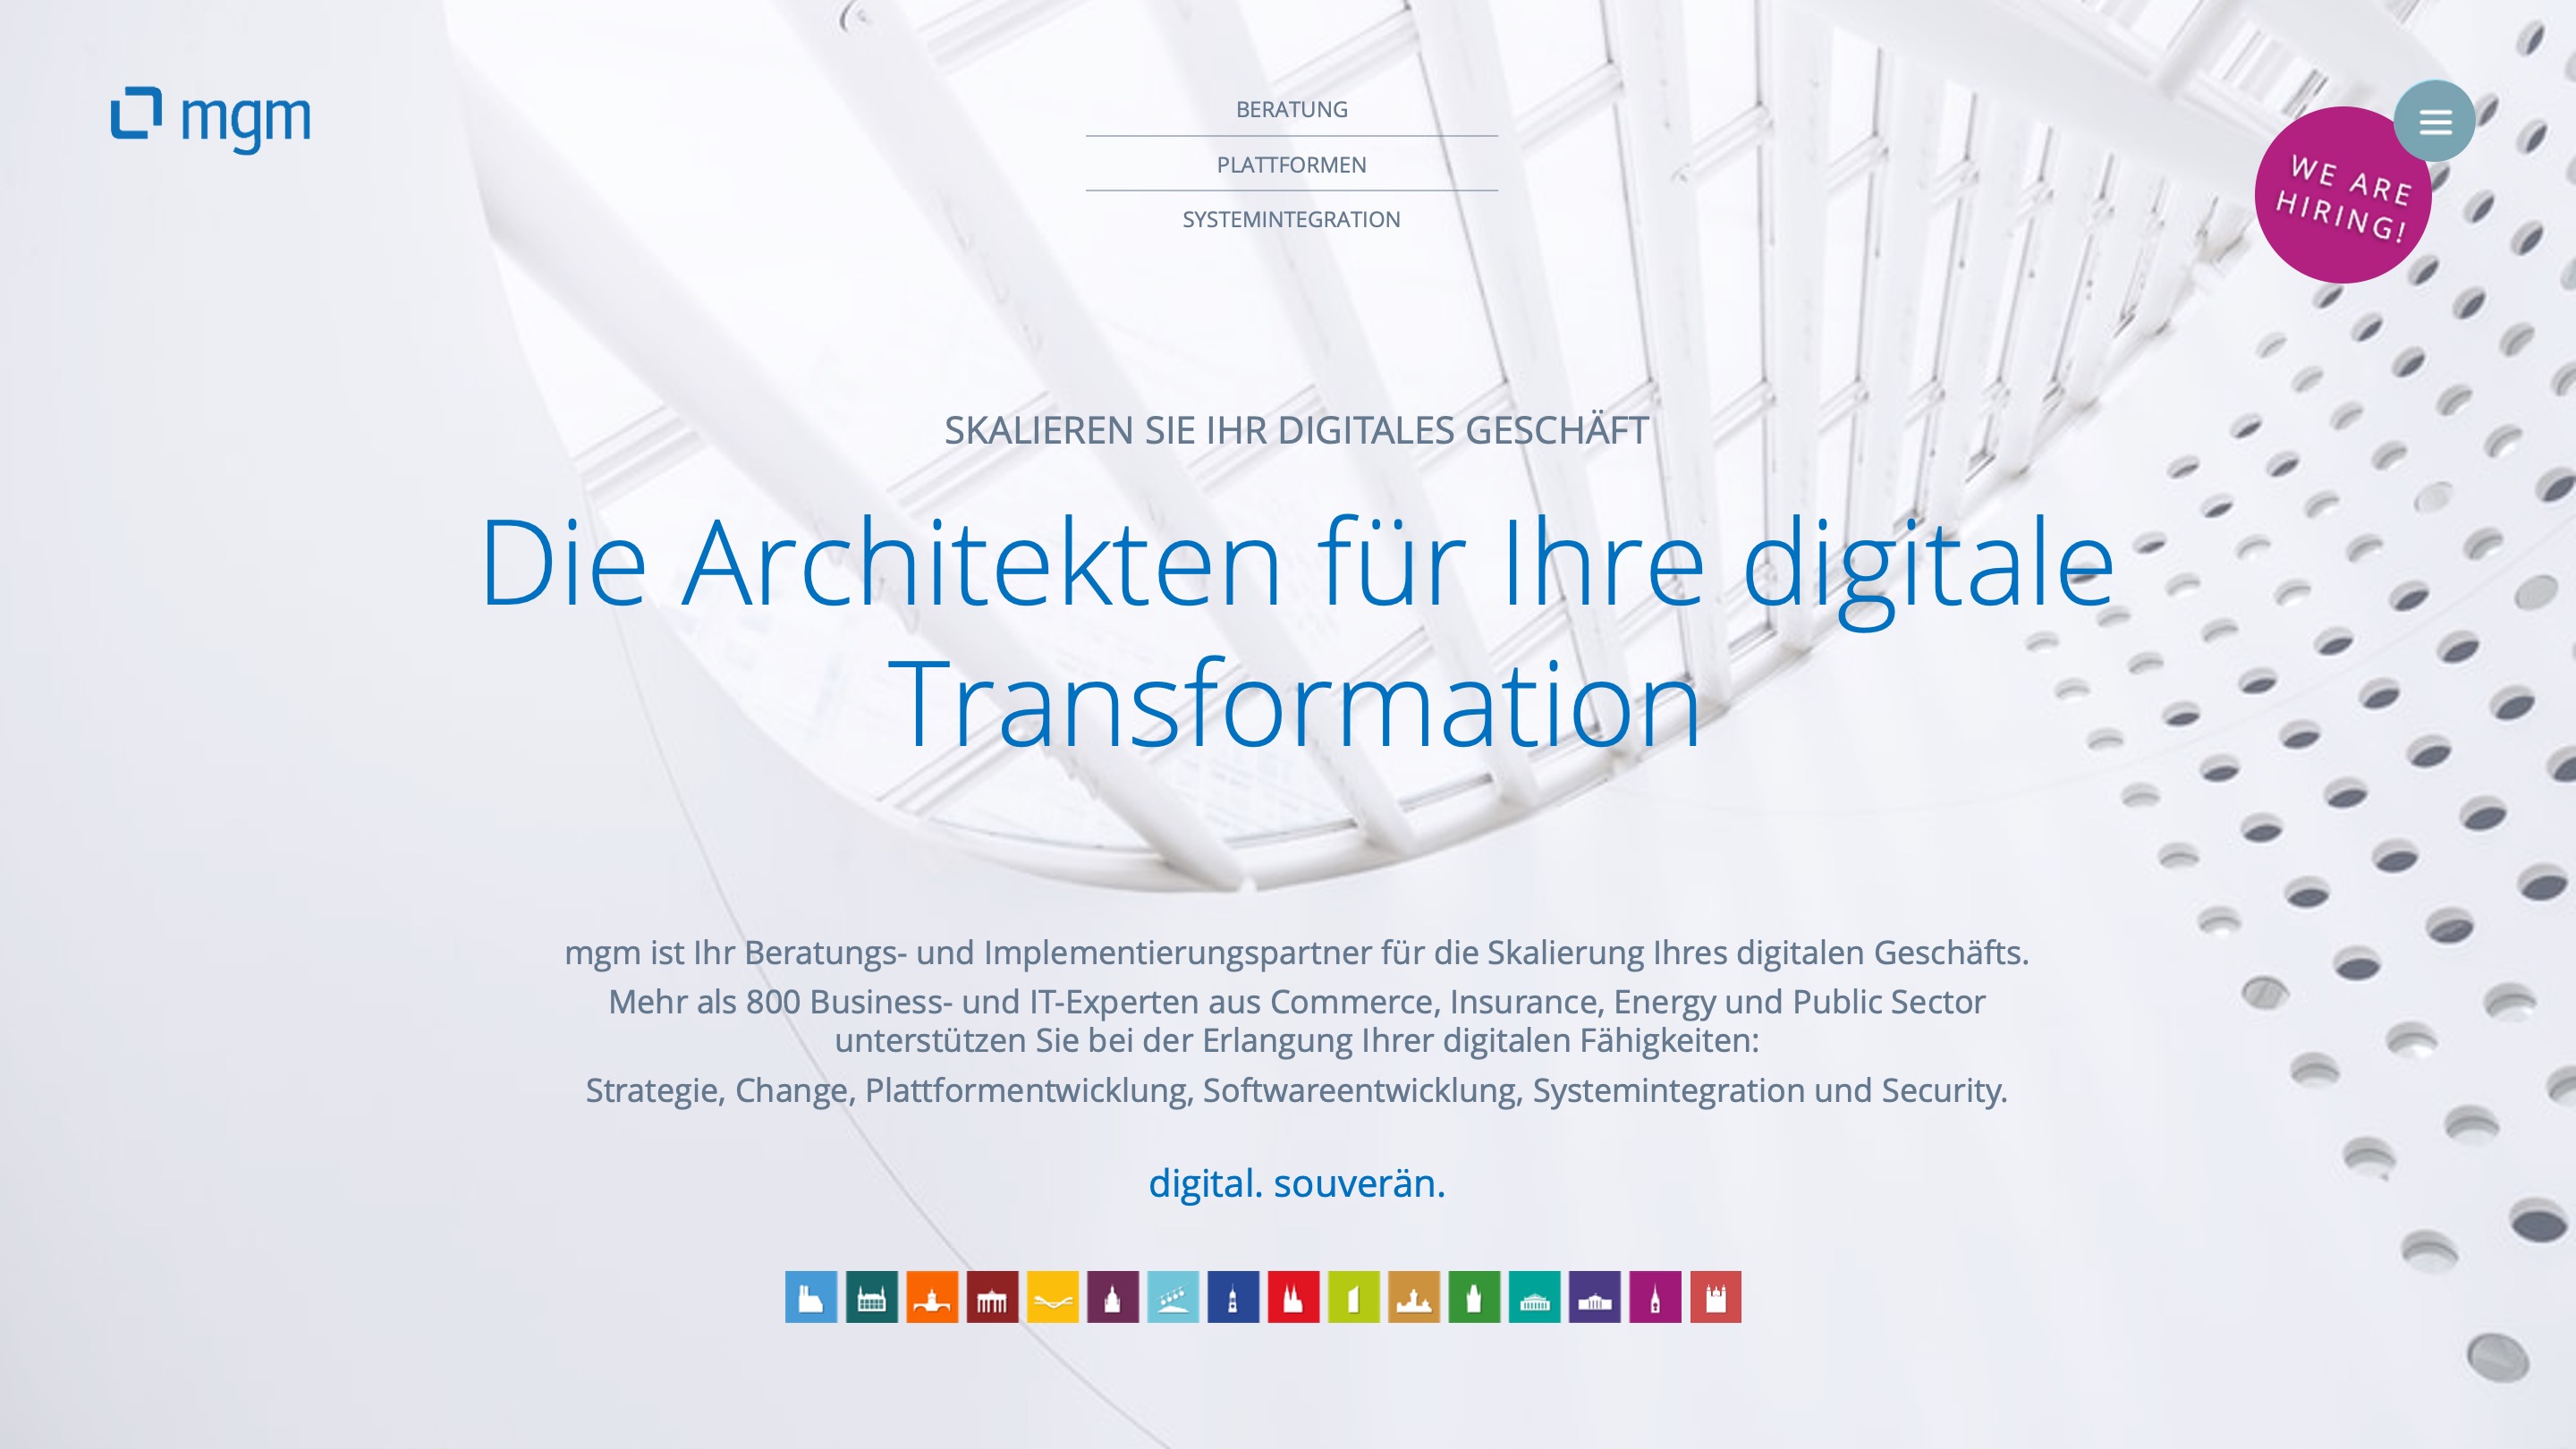 mgm
BERATUNG
PLATTFORMEN
SYSTEMINTEGRATION
WE ARE
HIRING!
SKALIEREN SIE IHR DIGITALES GESCHÄFT
Die Architekten für Ihre digitale
Transformation
mgm ist Ihr Beratungs- und Implementierungspartner für die Skalierung Ihres digitalen Geschäfts.
Mehr als 800 Business- und IT-Experten aus Commerce, Insurance, Energy und Public Sector
unterstützen Sie bei der Erlangung Ihrer digitalen Fähigkeiten:
Strategie, Change, Plattformentwicklung, Softwareentwicklung, Systemintegration und Security.
digital. souverän.